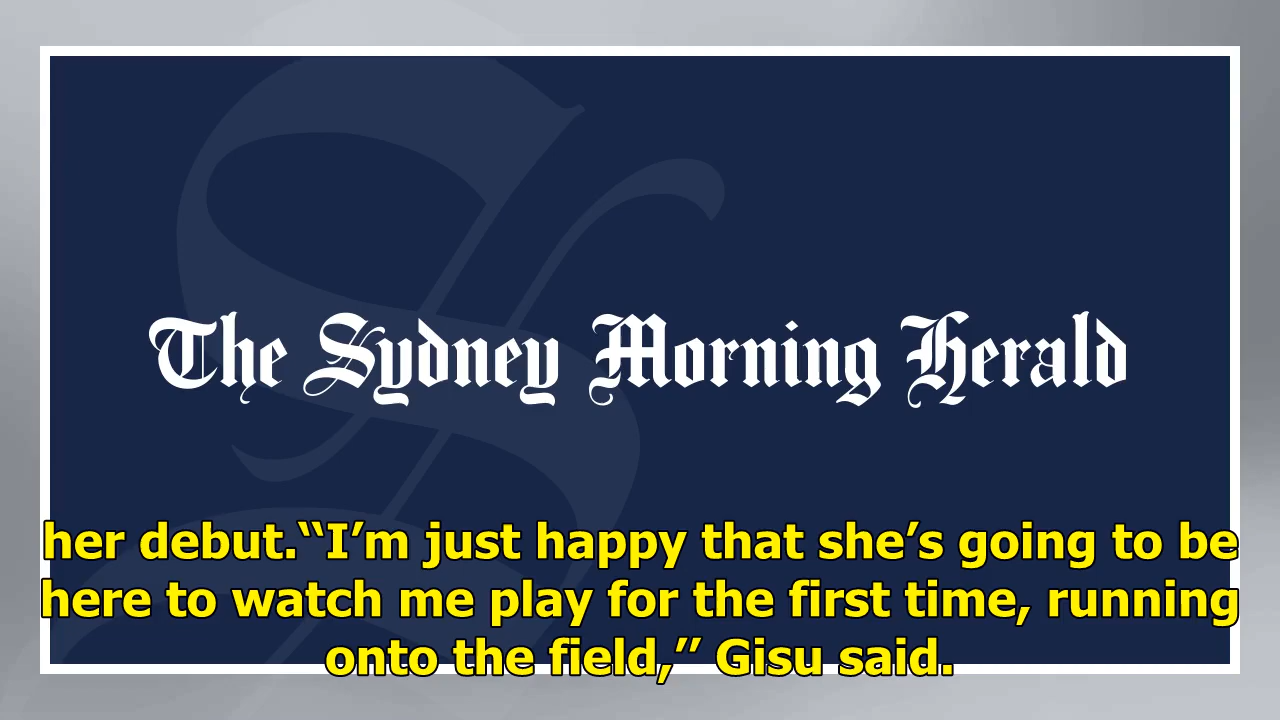 The Sydney Morning Herald
her debut.‘‘I’m just happy that she’s going to be
here to watch me play for the first time, running
onto the field,’’ Gisu said.